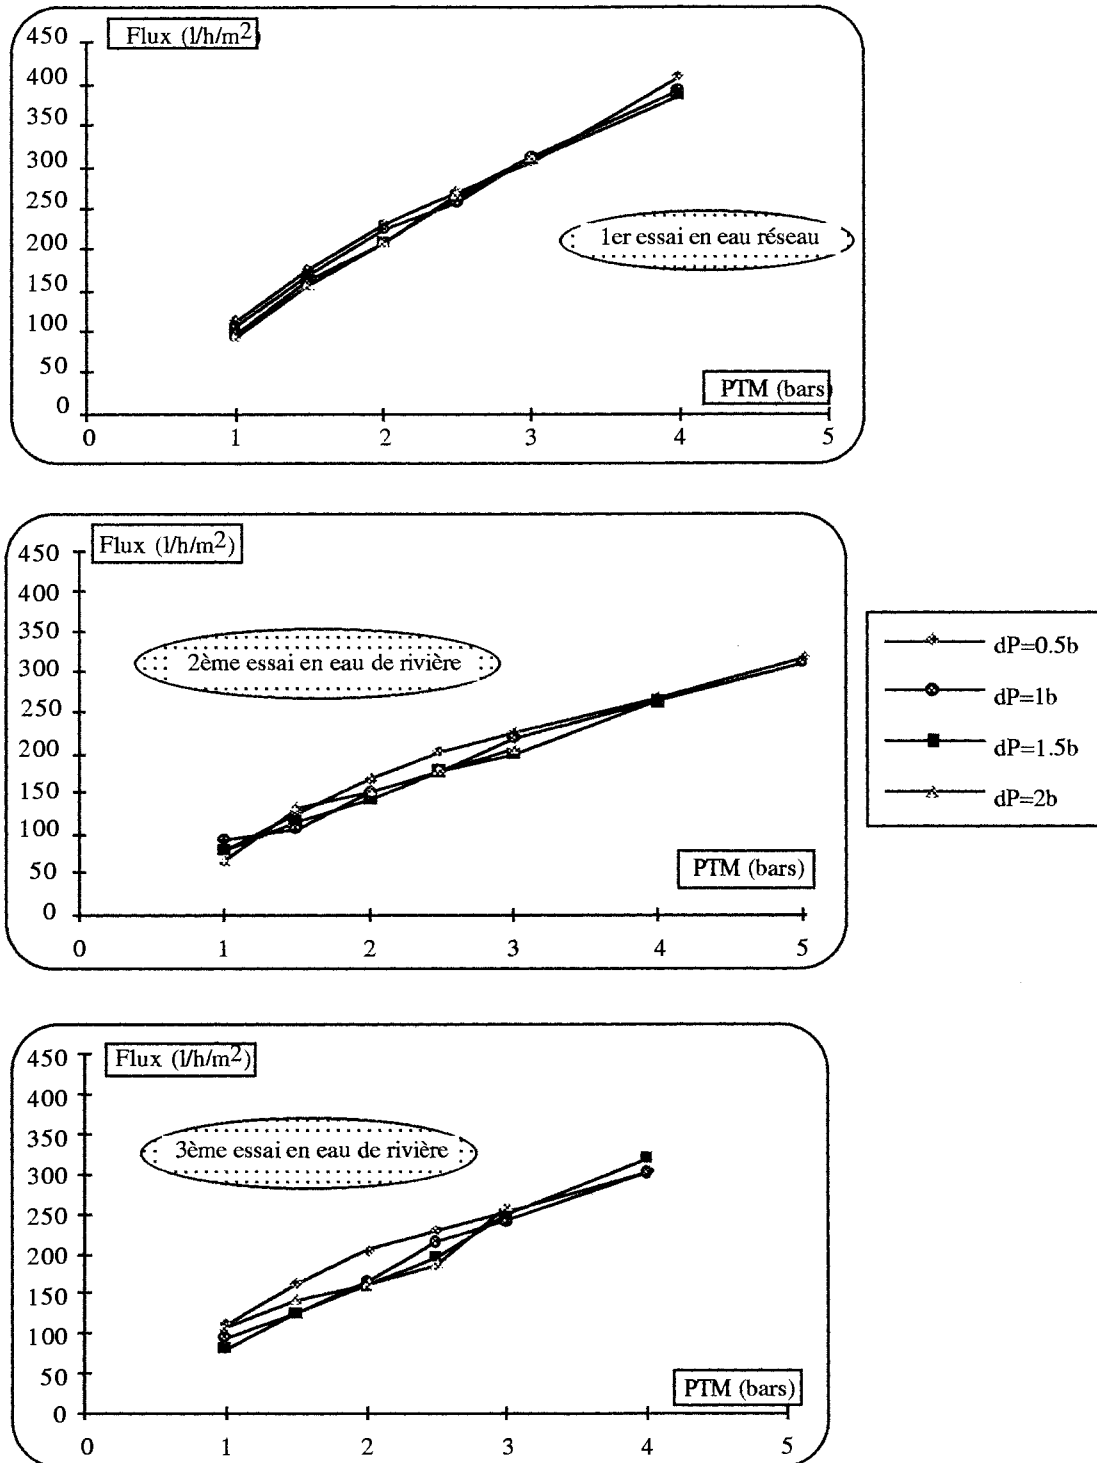 Flux (l/h/m2)
450
400
350
300
250
200
150
100
50
0
1er essai en eau réseau
PTM (bars)
0 1 2 3 4 5
Flux (l/h/m2)
450
400
350
300
250
200
150
100
50
0
2ème essai en eau de rivière
PTM (bars)
0 1 2 3 4 5
dP=0.5b
dP=1b
dP=1.5b
dP=2b
Flux (l/h/m2)
450
400
350
300
250
200
150
100
50
0
3ème essai en eau de rivière
PTM (bars)
0 1 2 3 4 5